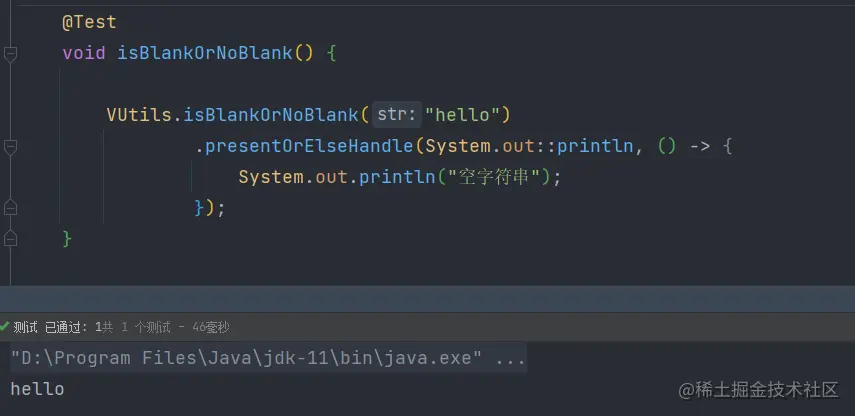 @Test
void isBlankOrNoBlank() {
VUtils.isBlankOrNoBlank( str: "hello")
.presentOrElseHandle(System.out::println, () -> {
System.out.println("空字符串");
});
}
测试 已通过: 1共 1 个测试 - 46毫秒
"D:\Program Files\Java\jdk-11\bin\java.exe" ...
hello
@稀土掘金技术社区